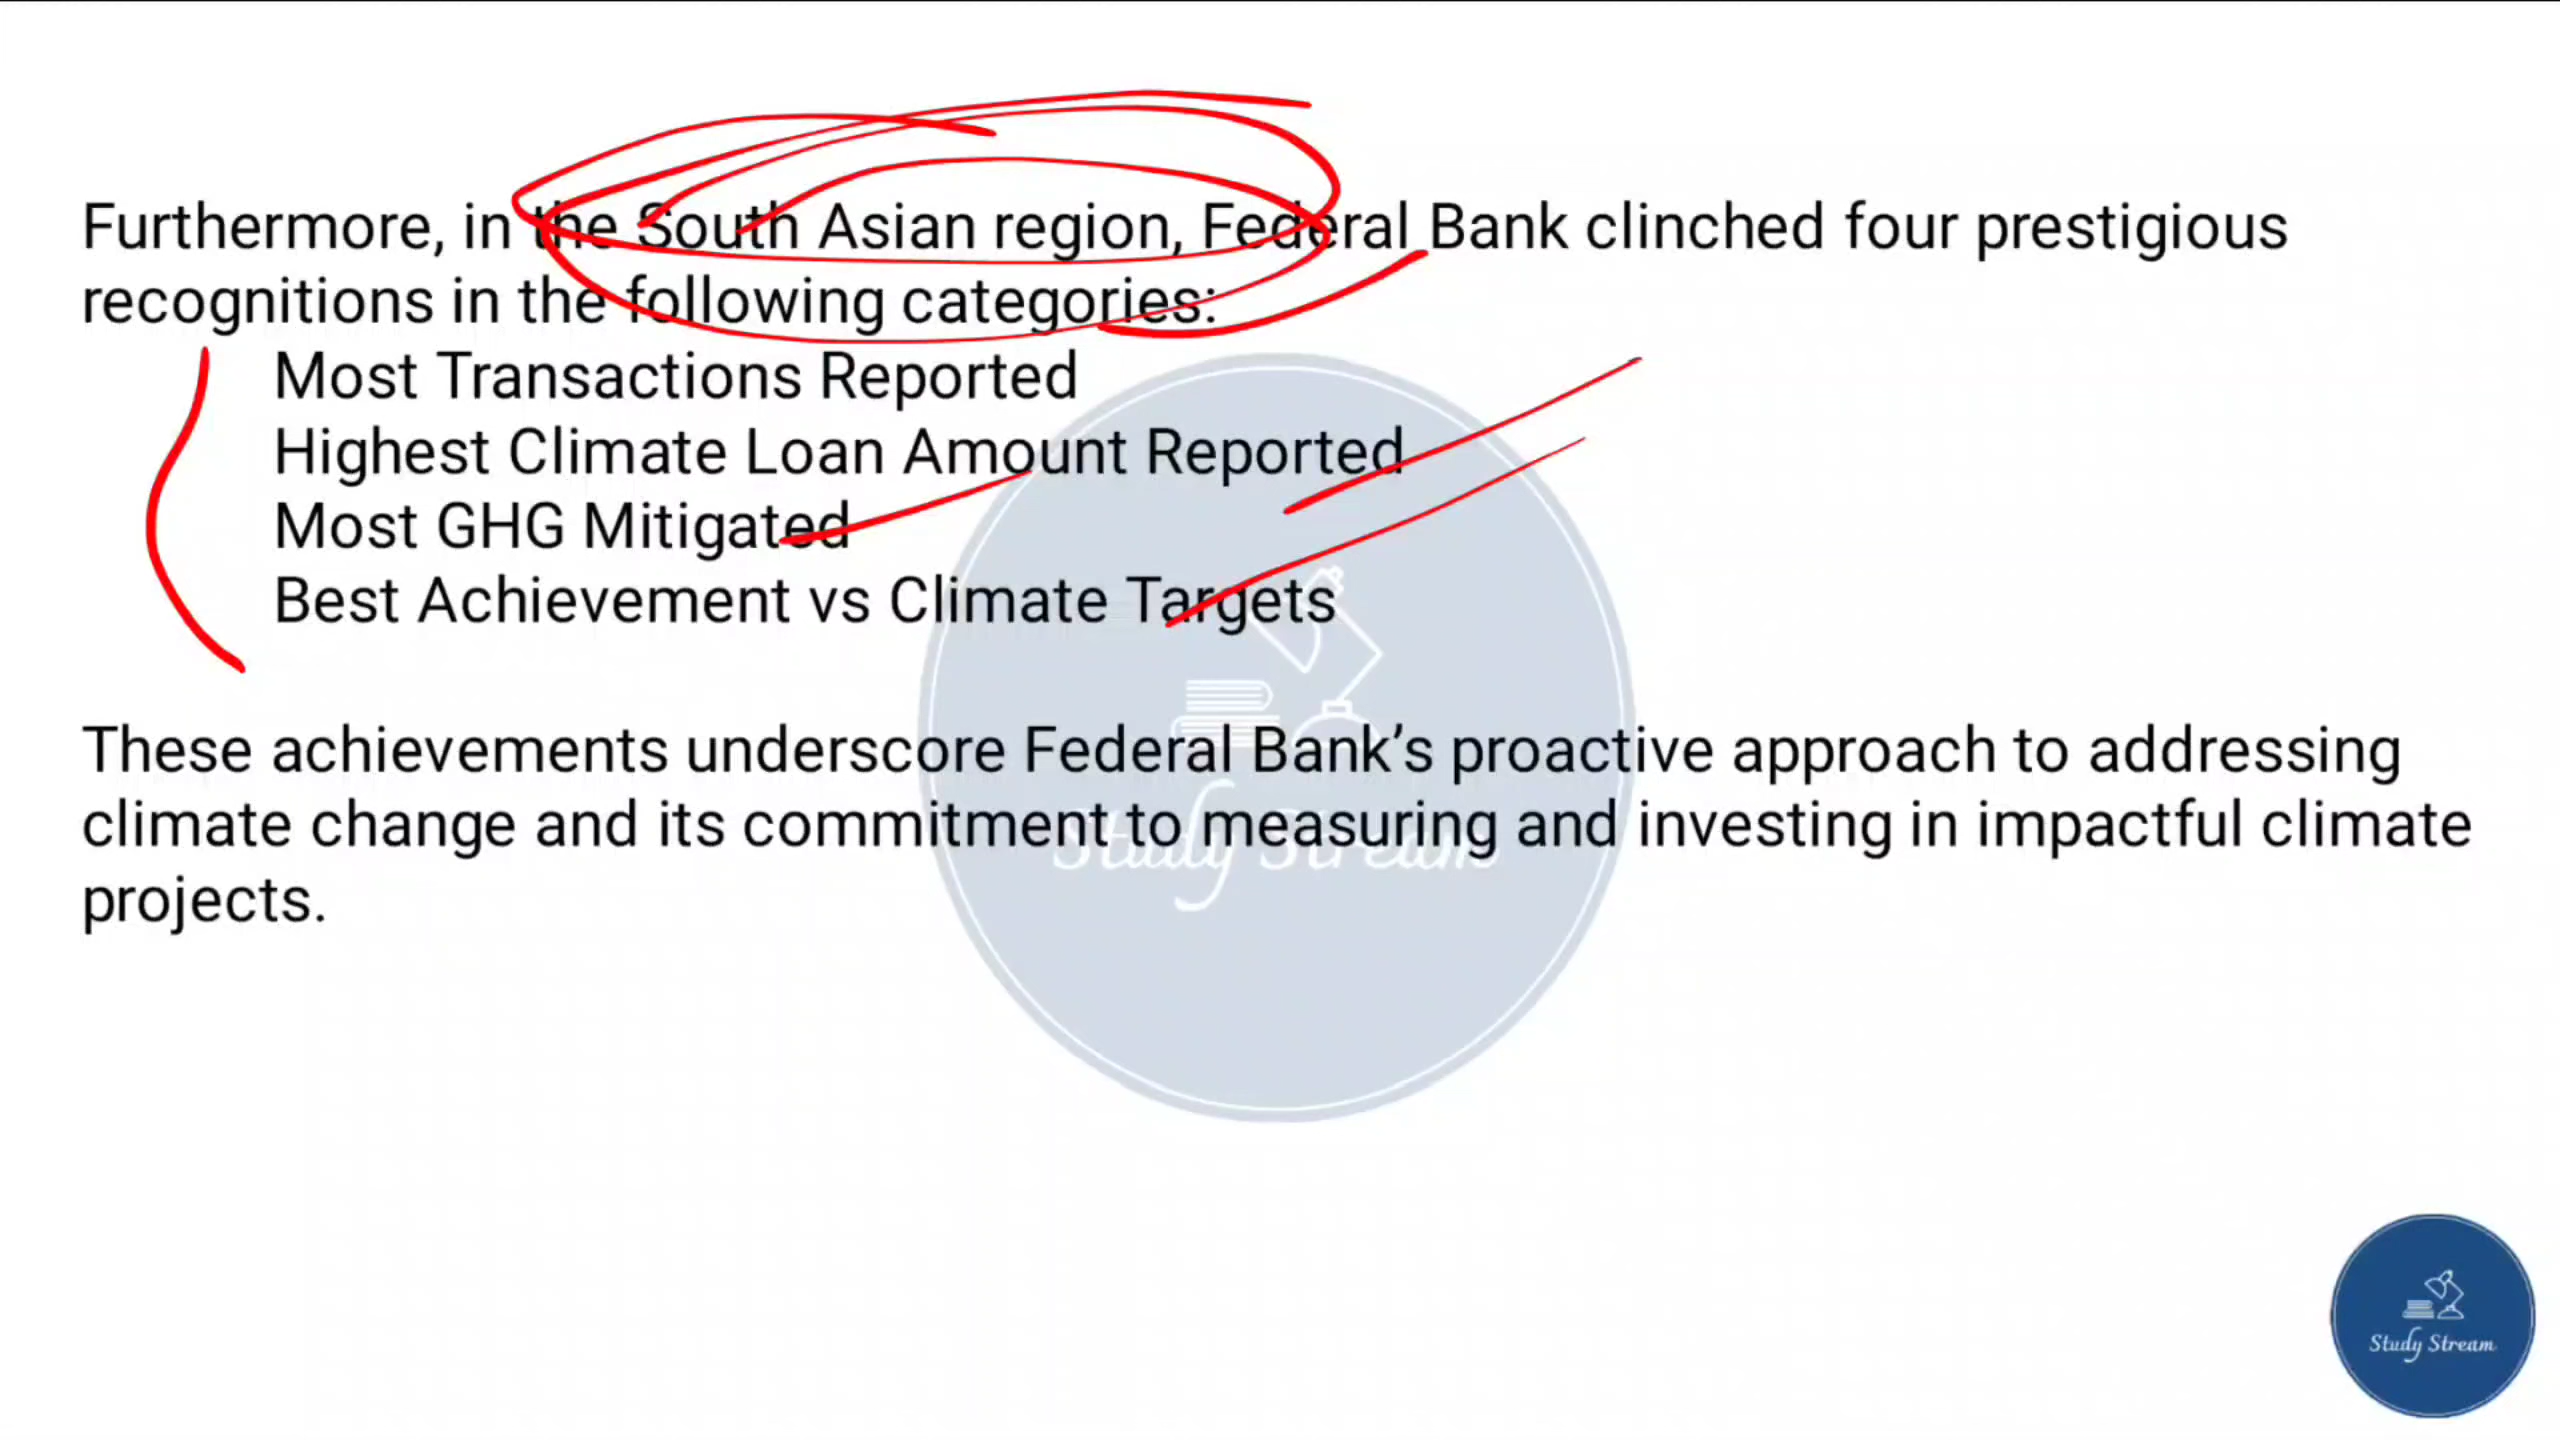 Furthermore, in the South Asian region, Federal Bank clinched four prestigious
recognitions in the following categories:
Most Transactions Reported
Highest Climate Loan Amount Reported
Most GHG Mitigated
Best Achievement vs Climate Targets
These achievements underscore Federal Bank’s proactive approach to addressing
climate change and its commitment to measuring and investing in impactful climate
projects.
Study Stream
Study Stream